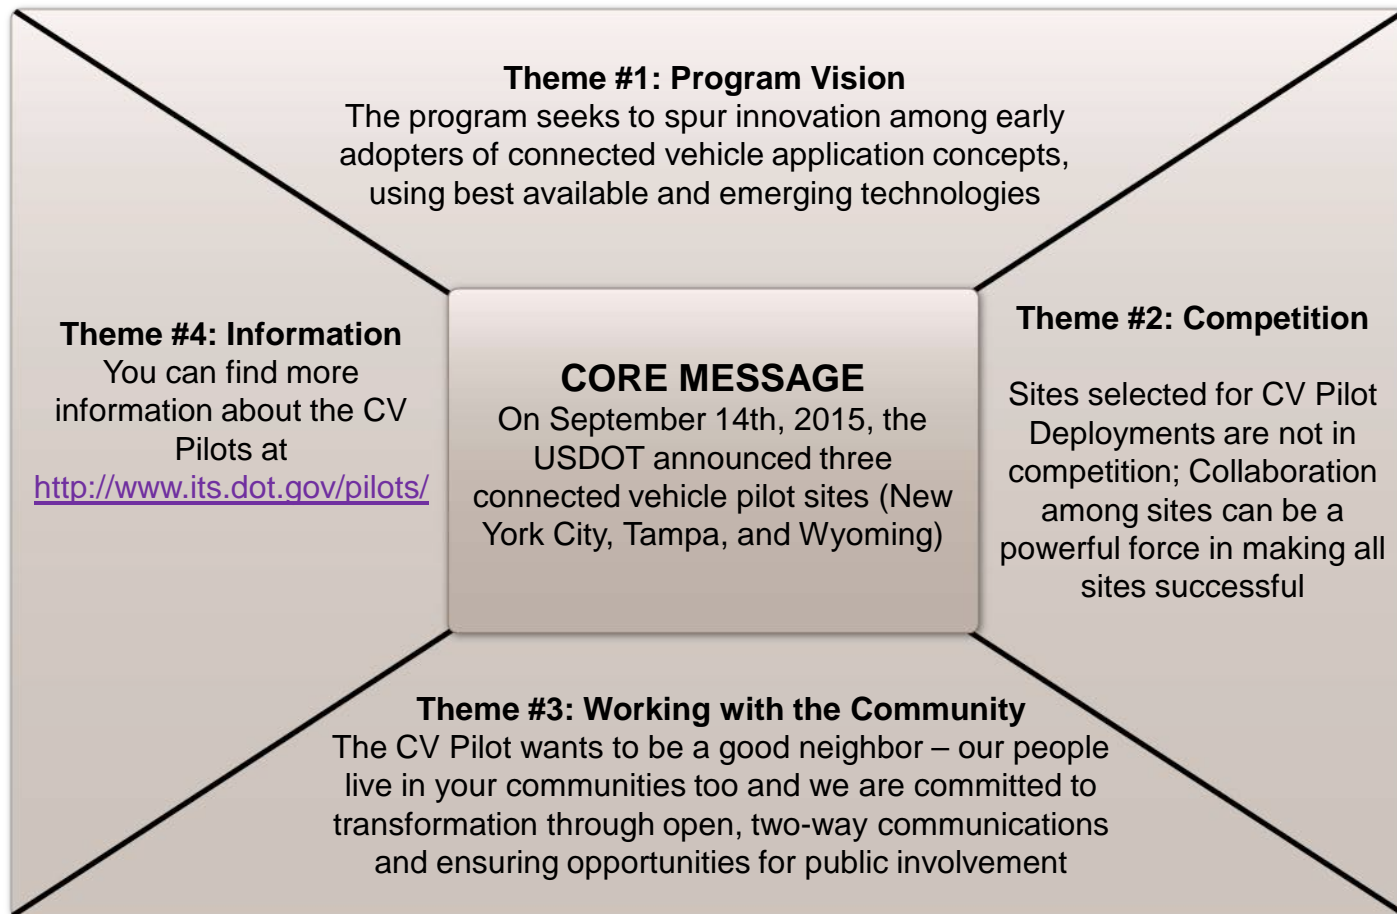 Theme #1: Program Vision
The program seeks to spur innovation among early
adopters of connected vehicle application concepts,
using best available and emerging technologies
Theme #4: Information
You can find more
information about the CV
Pilots at
http://www.its.dot.gov/pilots/
CORE MESSAGE
On September 14th, 2015, the
USDOT announced three
connected vehicle pilot sites (New
York City, Tampa, and Wyoming)
Theme #2: Competition
Sites selected for CV Pilot
Deployments are not in
competition; Collaboration
among sites can be a
powerful force in making all
sites successful
Theme #3: Working with the Community
The CV Pilot wants to be a good neighbor – our people
live in your communities too and we are committed to
transformation through open, two-way communications
and ensuring opportunities for public involvement